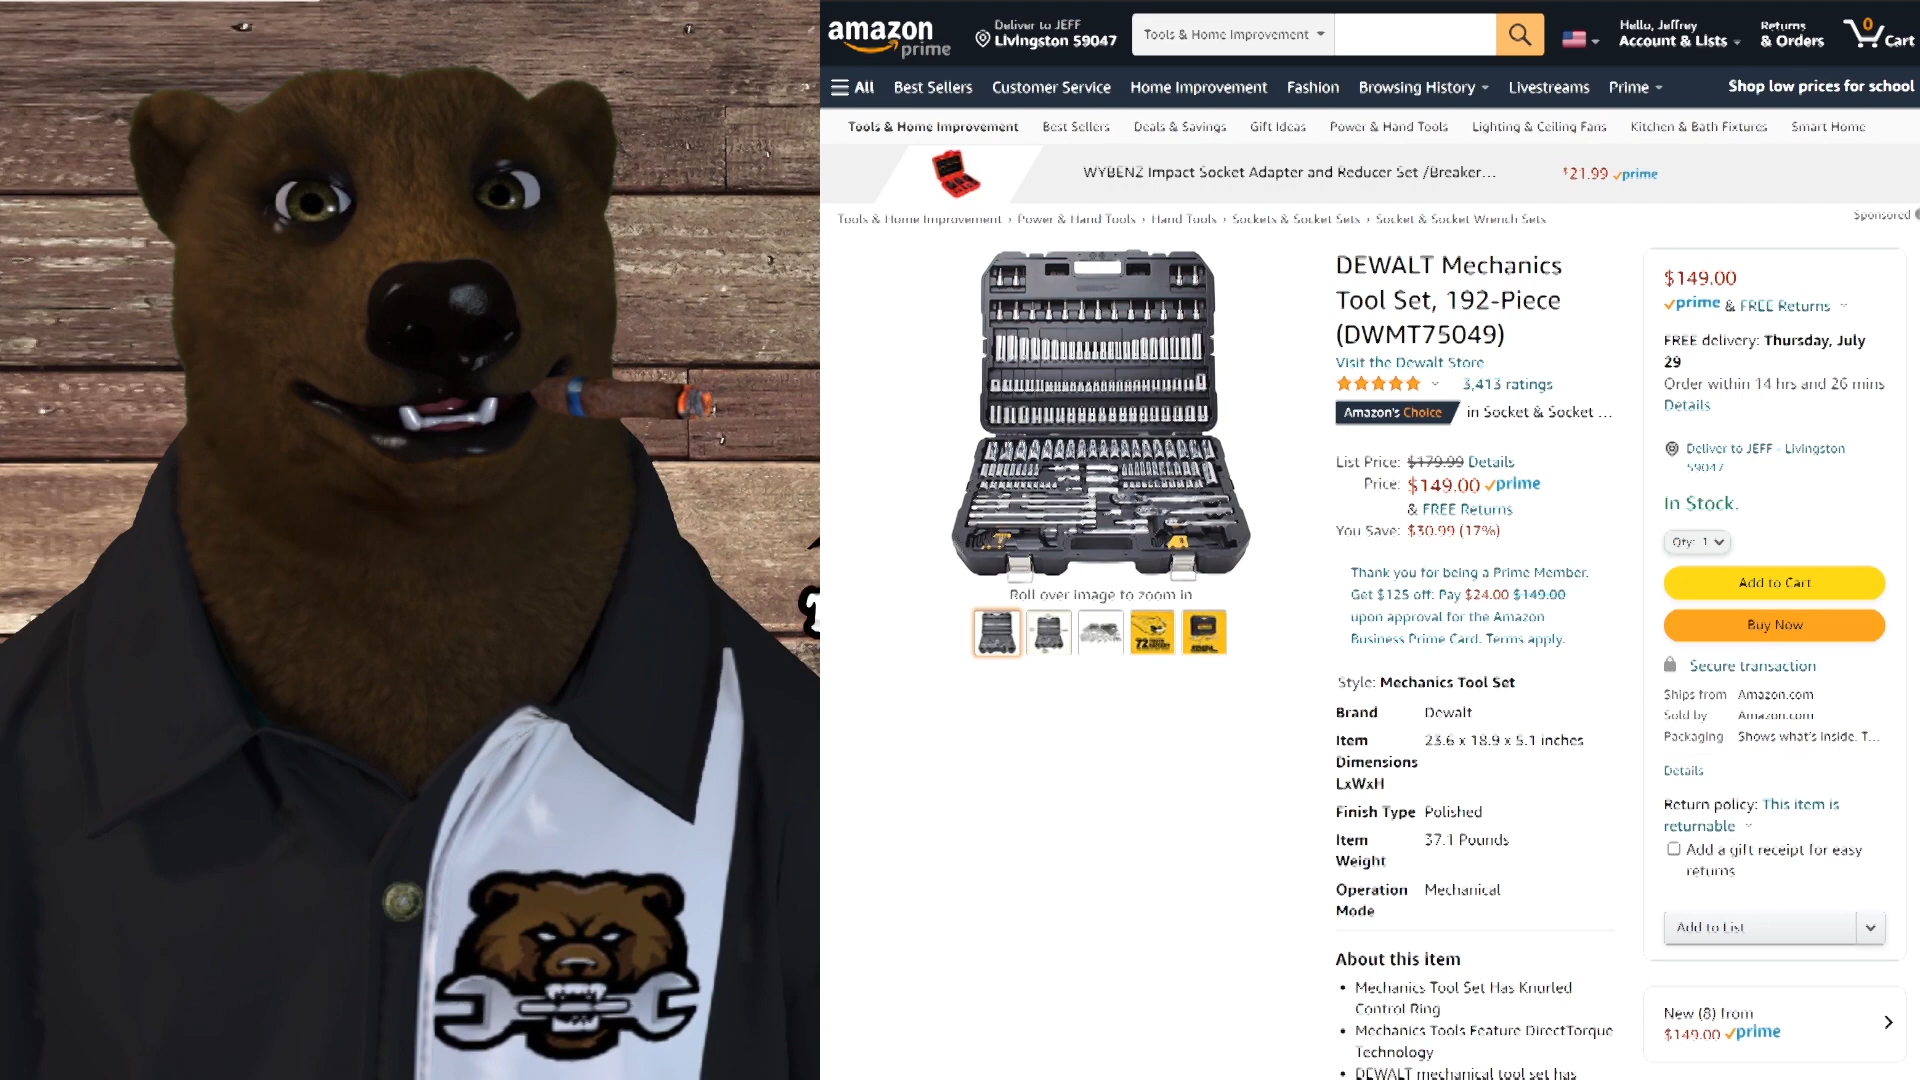 amazon
prime
Deliver to JEFF
Livingston 59047
Tools & Home Improvement
Hello, Jeffrey
Account & Lists
Returns
& Orders
0
Cart
All
Best Sellers
Customer Service
Home Improvement
Fashion
Browsing History
Livestreams
Prime
Shop low prices for school
Tools & Home Improvement
Best Sellers
Deals & Savings
Gift Ideas
Power & Hand Tools
Lighting & Ceiling Fans
Kitchen & Bath Fixtures
Smart Home
WYBENZ Impact Socket Adapter and Reducer Set /Breaker...
$21.99 prime
Sponsored
Tools & Home Improvement › Power & Hand Tools › Hand Tools › Sockets & Socket Sets › Socket & Socket Wrench Sets
Roll over image to zoom in
72
DEWALT Mechanics
Tool Set, 192-Piece
(DWMT75049)
Visit the Dewalt Store
3,413 ratings
Amazon's Choice in Socket & Socket ...
List Price: $179.99 Details
Price: $149.00 prime
& FREE Returns
You Save: $30.99 (17%)
Thank you for being a Prime Member.
Get $125 off: Pay $24.00 $149.00
upon approval for the Amazon
Business Prime Card. Terms apply.
Style: Mechanics Tool Set
Brand Dewalt
Item 23.6 x 18.9 x 5.1 inches
Dimensions
LxWxH
Finish Type Polished
Item 37.1 Pounds
Weight
Operation Mechanical
Mode
About this item
• Mechanics Tool Set Has Knurled
Control Ring
• Mechanics Tools Feature DirectTorque
Technology
• DEWALT mechanical tool set has
$149.00
prime & FREE Returns
FREE delivery: Thursday, July
29
Order within 14 hrs and 26 mins
Details
Deliver to JEFF - Livingston
59047
In Stock.
Qty: 1
Add to Cart
Buy Now
Secure transaction
Ships from Amazon.com
Sold by Amazon.com
Packaging Shows what's inside. T...
Details
Return policy: This item is
returnable
Add a gift receipt for easy
returns
Add to List
New (8) from
$149.00 prime